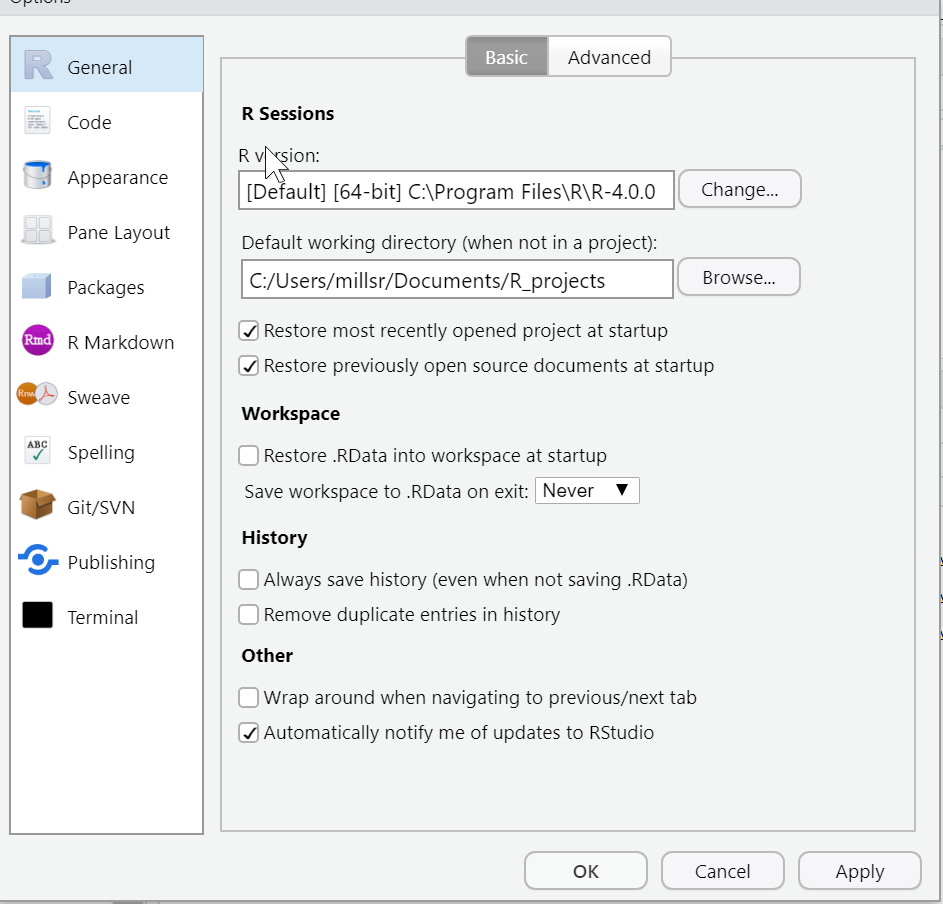 Options
General
Code
Appearance
Pane Layout
Packages
Rmd R Markdown
Rnw Sweave
ABC Spelling
Git/SVN
Publishing
Terminal
Basic Advanced
R Sessions
R version:
[Default] [64-bit] C:\Program Files\R\R-4.0.0 Change...
Default working directory (when not in a project):
C:/Users/millsr/Documents/R_projects Browse...
Restore most recently opened project at startup
Restore previously open source documents at startup
Workspace
Restore .RData into workspace at startup
Save workspace to .RData on exit: Never
History
Always save history (even when not saving .RData)
Remove duplicate entries in history
Other
Wrap around when navigating to previous/next tab
Automatically notify me of updates to RStudio
OK Cancel Apply